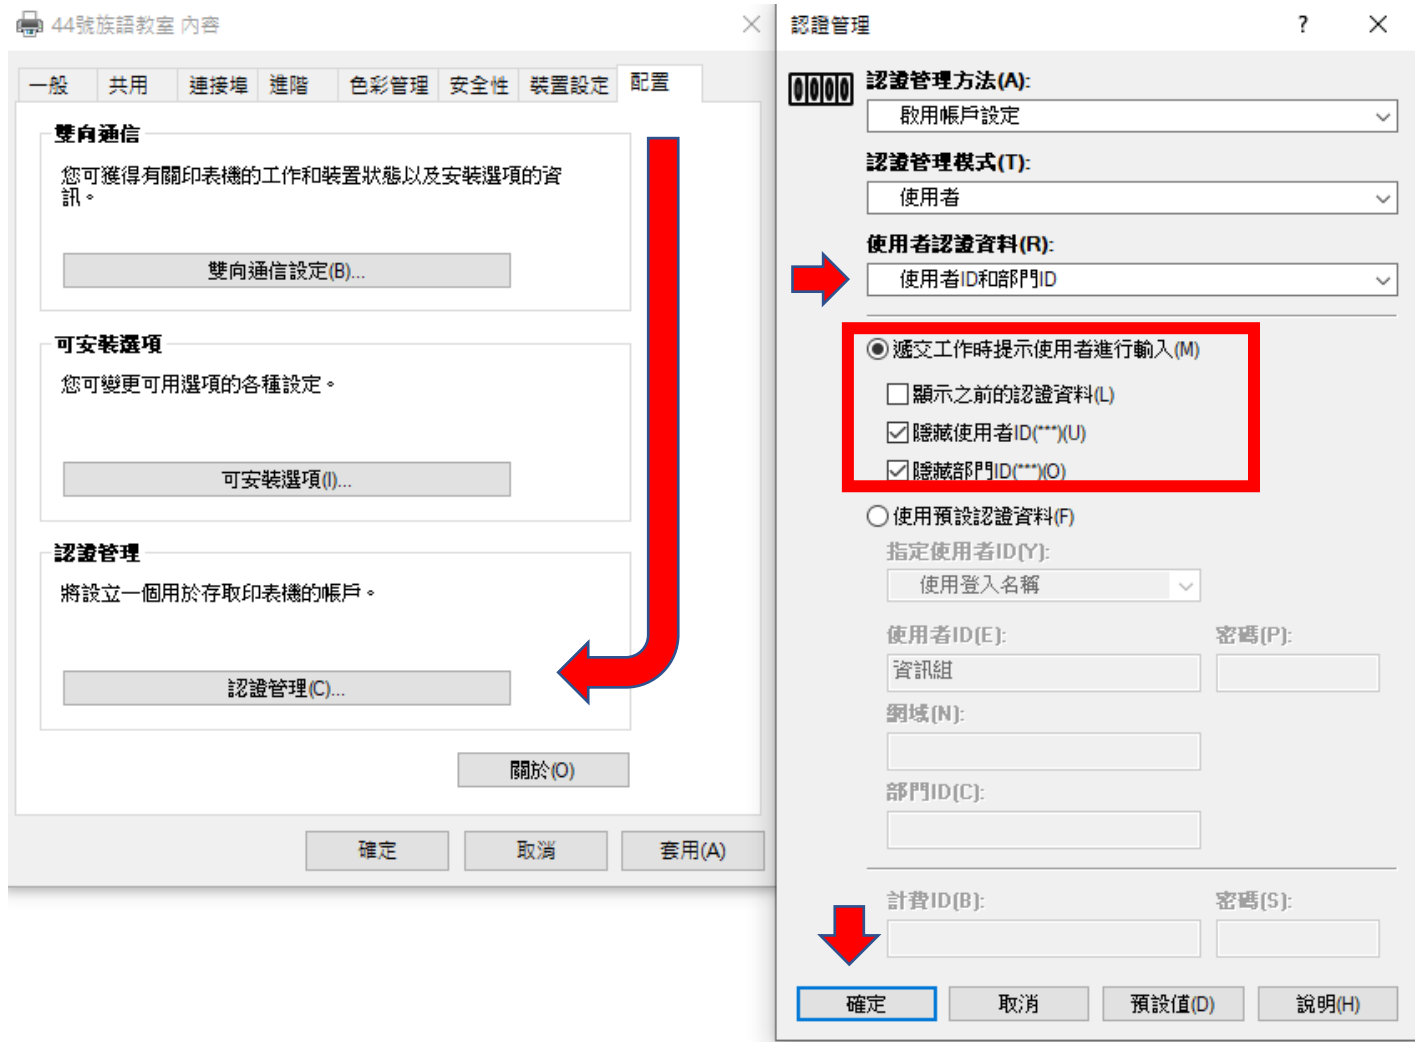 44號族語教室 內容
一般
共用
連接埠
進階
色彩管理
安全性
裝置設定
配置
雙向通信
您可獲得有關印表機的工作和裝置狀態以及安裝選項的資
訊。
雙向通信設定(B)...
可安裝選項
您可變更可用選項的各種設定。
可安裝選項(I)...
認證管理
將設立一個用於存取印表機的帳戶。
認證管理(C)...
關於(O)
確定
取消
套用(A)
認證管理
?
0000
認證管理方法(A):
啟用帳戶設定
認證管理模式(T):
使用者
使用者認證資料(R):
使用者ID和部門ID
遞交工作時提示使用者進行輸入(M)
顯示之前的認證資料(L)
隱藏使用者ID(***)(U)
隱藏部門ID(***)(O)
使用預設認證資料(F)
指定使用者ID(Y):
使用登入名稱
使用者ID(E):
密碼(P):
資訊組
網域(N):
部門ID(C):
計費ID(B):
密碼(S):
確定
取消
預設值(D)
說明(H)